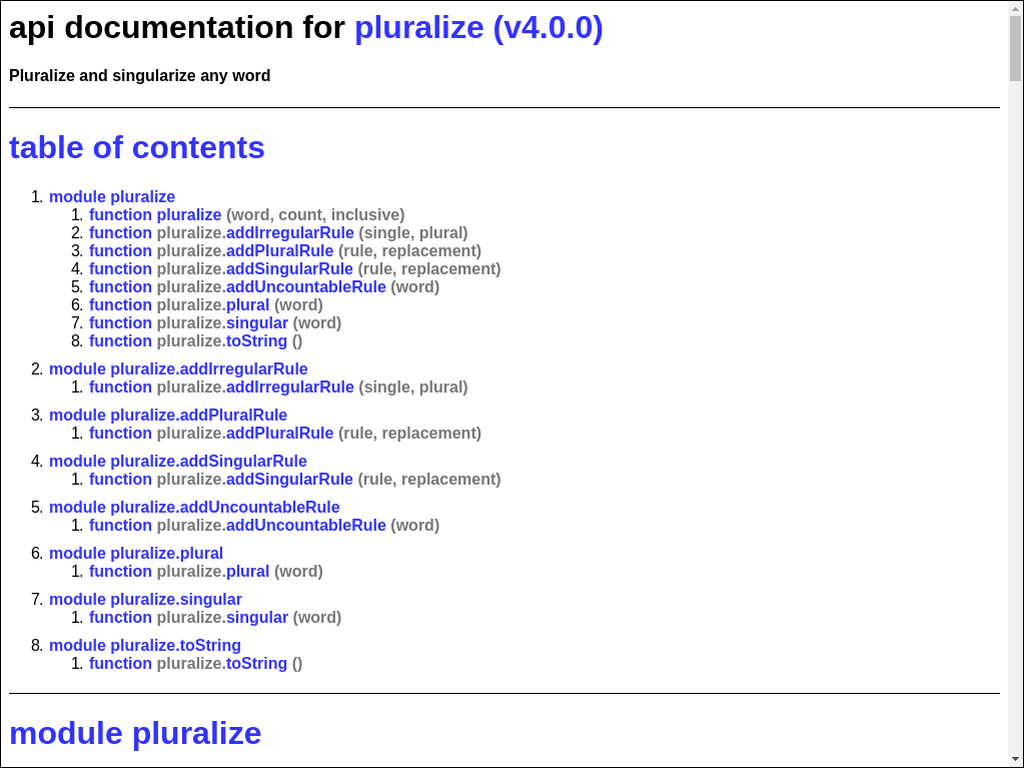 api documentation for pluralize (v4.0.0)
Pluralize and singularize any word
table of contents
1. module pluralize
1. function pluralize (word, count, inclusive)
2. function pluralize.addIrregularRule (single, plural)
3. function pluralize.addPluralRule (rule, replacement)
4. function pluralize.addSingularRule (rule, replacement)
5. function pluralize.addUncountableRule (word)
6. function pluralize.plural (word)
7. function pluralize.singular (word)
8. function pluralize.toString ()
2. module pluralize.addIrregularRule
1. function pluralize.addIrregularRule (single, plural)
3. module pluralize.addPluralRule
1. function pluralize.addPluralRule (rule, replacement)
4. module pluralize.addSingularRule
1. function pluralize.addSingularRule (rule, replacement)
5. module pluralize.addUncountableRule
1. function pluralize.addUncountableRule (word)
6. module pluralize.plural
1. function pluralize.plural (word)
7. module pluralize.singular
1. function pluralize.singular (word)
8. module pluralize.toString
1. function pluralize.toString ()
module pluralize